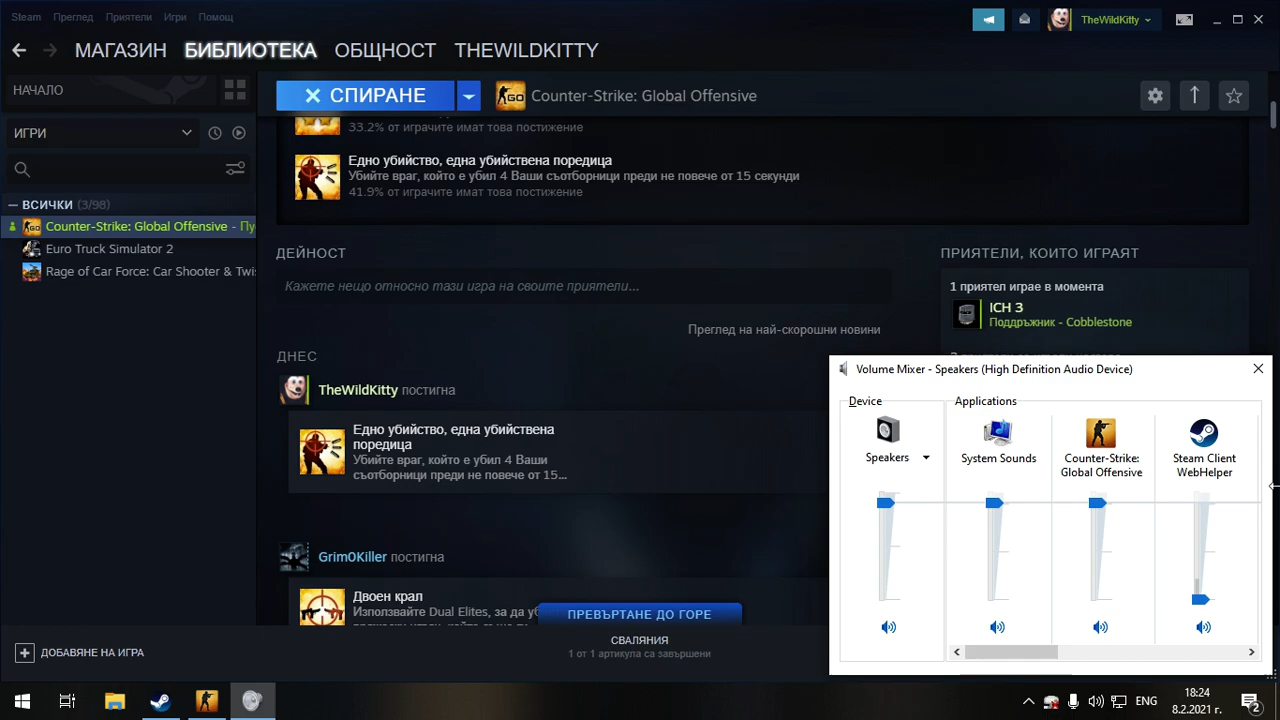 Steam Преглед Приятели Игри Помощ
TheWildKitty
МАГАЗИН БИБЛИОТЕКА ОБЩНОСТ THEWILDKITTY
НАЧАЛО
ИГРИ
ВСИЧКИ (3/98)
Counter-Strike: Global Offensive - Пу
Euro Truck Simulator 2
Rage of Car Force: Car Shooter & Twi
СПИРАНЕ
GO
Counter-Strike: Global Offensive
33.2% от играчите имат това постижение
Едно убийство, една убийствена поредица
Убийте враг, който е убил 4 Ваши съотборници преди не повече от 15 секунди
41.9% от играчите имат това постижение
ДЕЙНОСТ
Кажете нещо относно тази игра на своите приятели...
Преглед на най-скорошни новини
ПРИЯТЕЛИ, КОИТО ИГРАЯТ
1 приятел играе в момента
ICH 3
Поддръжник - Cobblestone
ДНЕС
TheWildKitty постигна
Едно убийство, една убийствена
поредица
Убийте враг, който е убил 4 Ваши
съотборници преди не повече от 15...
Grim0Killer постигна
Двоен крал
Използвайте Dual Elites, за да уб
ПРЕВЪРТАНЕ ДО ГОРЕ
ДОБАВЯНЕ НА ИГРА
СВАЛЯНИЯ
1 от 1 артикула са завършени
Volume Mixer - Speakers (High Definition Audio Device)
Device
Applications
Speakers
System Sounds
Counter-Strike:
Global Offensive
Steam Client
WebHelper
ENG
18:24
8.2.2021 г.
2